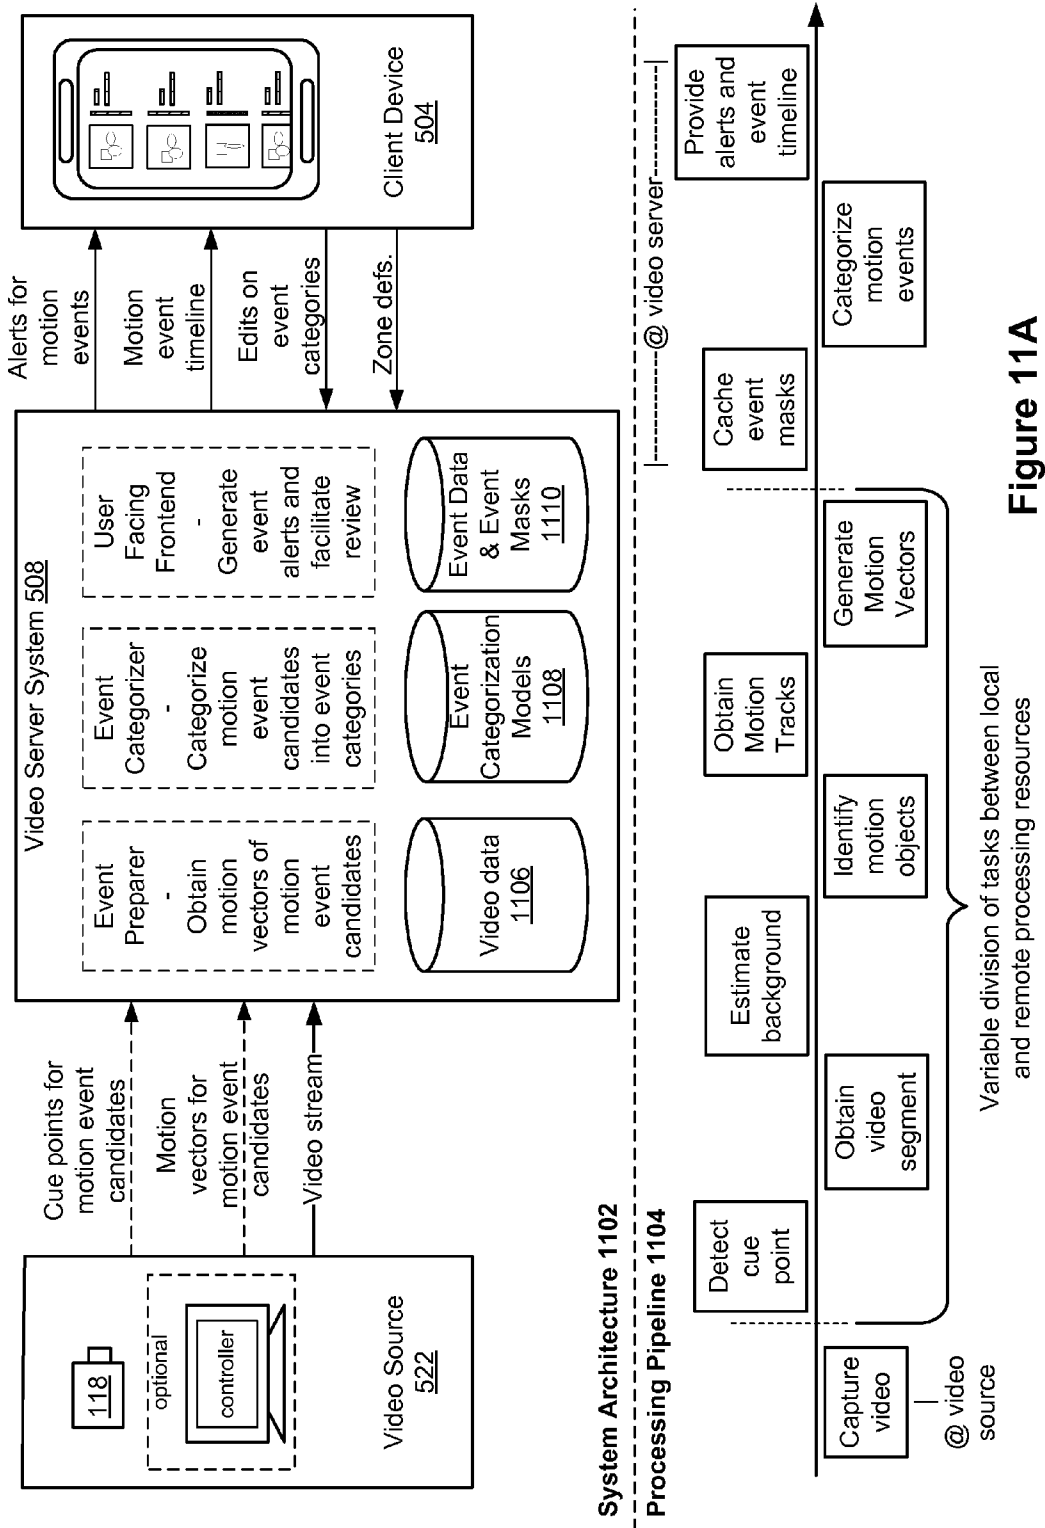 Video Source
522
118
optional
controller
Cue points for
motion event
candidates
Motion
vectors for
motion event
candidates
Video stream
Video Server System 508
Event
Preparer
-
Obtain
motion
vectors of
motion
event
candidates
Event
Categorizer
-
Categorize
motion
event
candidates
into event
categories
User
Facing
Frontend
-
Generate
event
alerts and
facilitate
review
Video data
1106
Event
Categorization
Models
1108
Event Data
& Event
Masks
1110
Alerts for
motion
events
Motion
event
timeline
Edits on
event
categories
Zone defs.
Client Device
504
System Architecture 1102
Processing Pipeline 1104
@ video server
Capture
video
@ video
source
Detect
cue
point
Obtain
video
segment
Estimate
background
Identify
motion
objects
Obtain
Motion
Tracks
Generate
Motion
Vectors
Cache
event
masks
Categorize
motion
events
Provide
alerts and
event
timeline
Variable division of tasks between local
and remote processing resources
Figure 11A